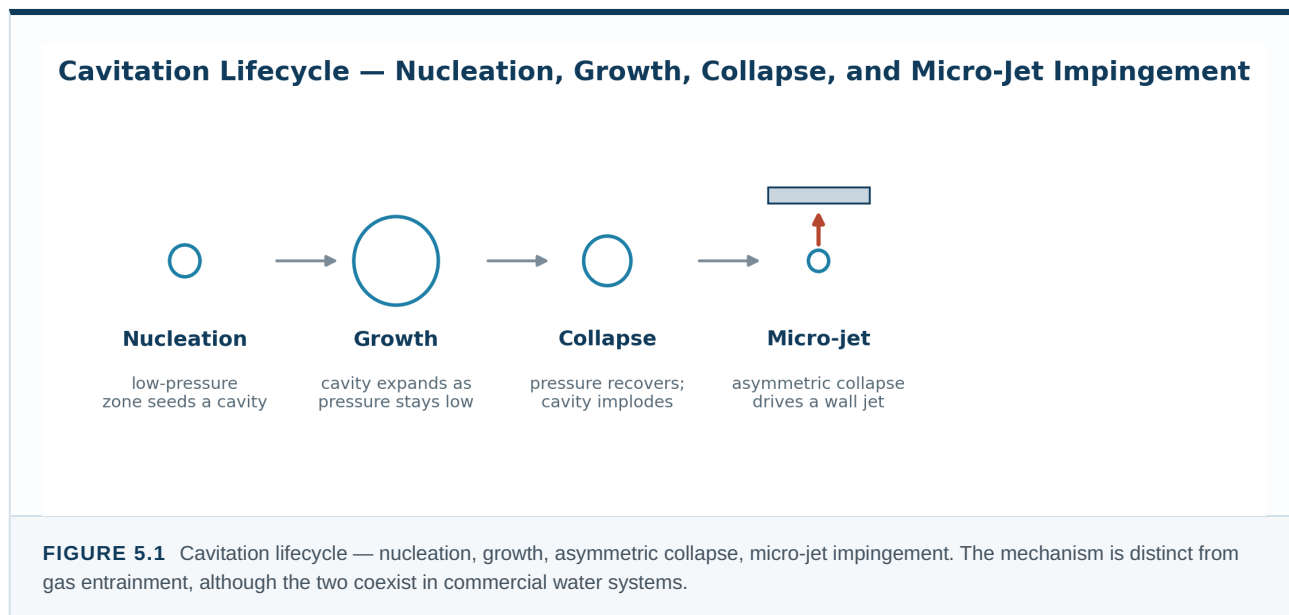 Cavitation Lifecycle — Nucleation, Growth, Collapse, and Micro-Jet Impingement
Nucleation
low-pressure
zone seeds a cavity
Growth
cavity expands as
pressure stays low
Collapse
pressure recovers;
cavity implodes
Micro-jet
asymmetric collapse
drives a wall jet
FIGURE 5.1 Cavitation lifecycle — nucleation, growth, asymmetric collapse, micro-jet impingement. The mechanism is distinct from
gas entrainment, although the two coexist in commercial water systems.